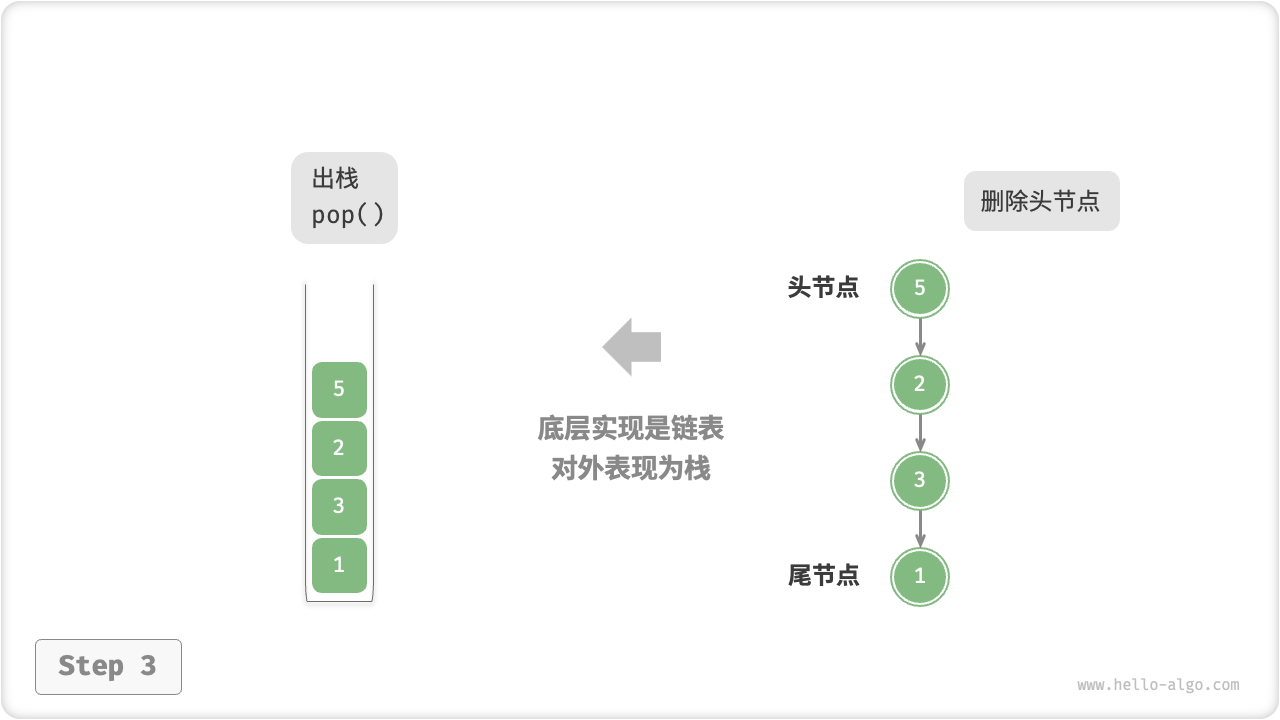 出栈
pop()
删除头节点
头节点
5
2
3
1
尾节点
5
2
3
1
底层实现是链表
对外表现为栈
Step 3
www.hello-algo.com